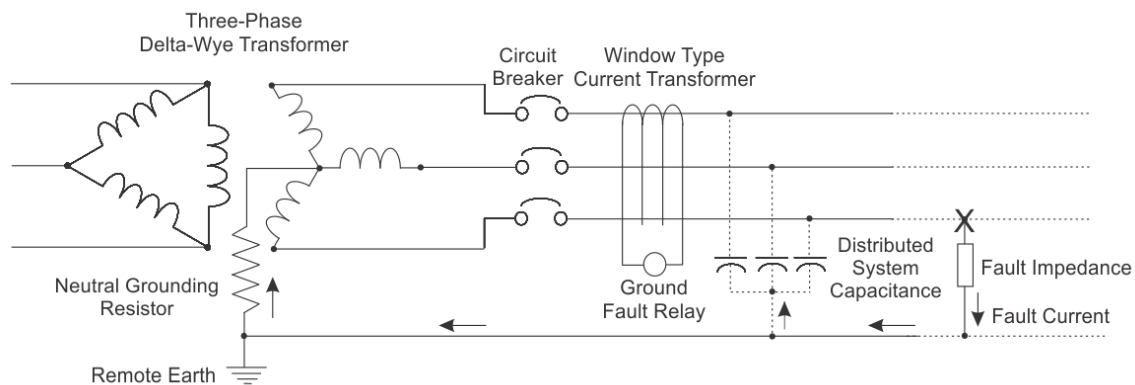 Three-Phase
Delta-Wye Transformer
Circuit
Breaker
Window Type
Current Transformer
Neutral Grounding
Resistor
Ground
Fault Relay
Distributed
System
Capacitance
Fault Impedance
Fault Current
Remote Earth